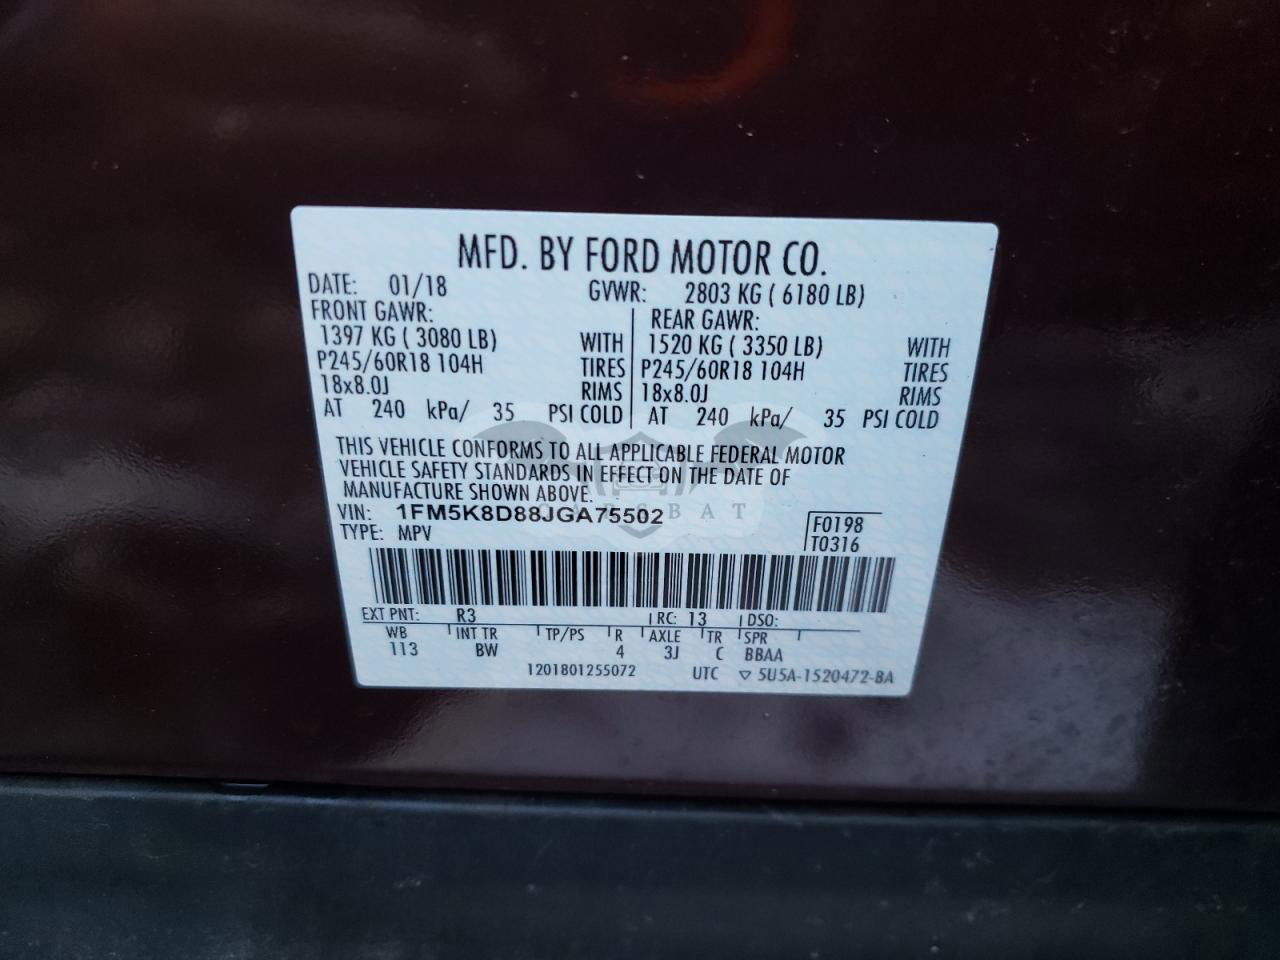 MFD. BY FORD MOTOR CO.
DATE: 01/18 GVWR: 2803 KG ( 6180 LB)
FRONT GAWR: REAR GAWR:
1397 KG ( 3080 LB) WITH 1520 KG ( 3350 LB) WITH
P245/60R18 104H TIRES P245/60R18 104H TIRES
18x8.0J RIMS 18x8.0J RIMS
AT 240 kPa/ 35 PSI COLD AT 240 kPa/ 35 PSI COLD
THIS VEHICLE CONFORMS TO ALL APPLICABLE FEDERAL MOTOR
VEHICLE SAFETY STANDARDS IN EFFECT ON THE DATE OF
MANUFACTURE SHOWN ABOVE.
CARSBAT
VIN: 1FM5K8D88JGA75502 F0198
TYPE: MPV T0316
EXT PNT: R3 RC: 13 DSO:
WB INT TR TP/PS R AXLE TR SPR
113 BW 4 3J C BBAA
1201801255072 UTC ▽ 5U5A-1520472-BA